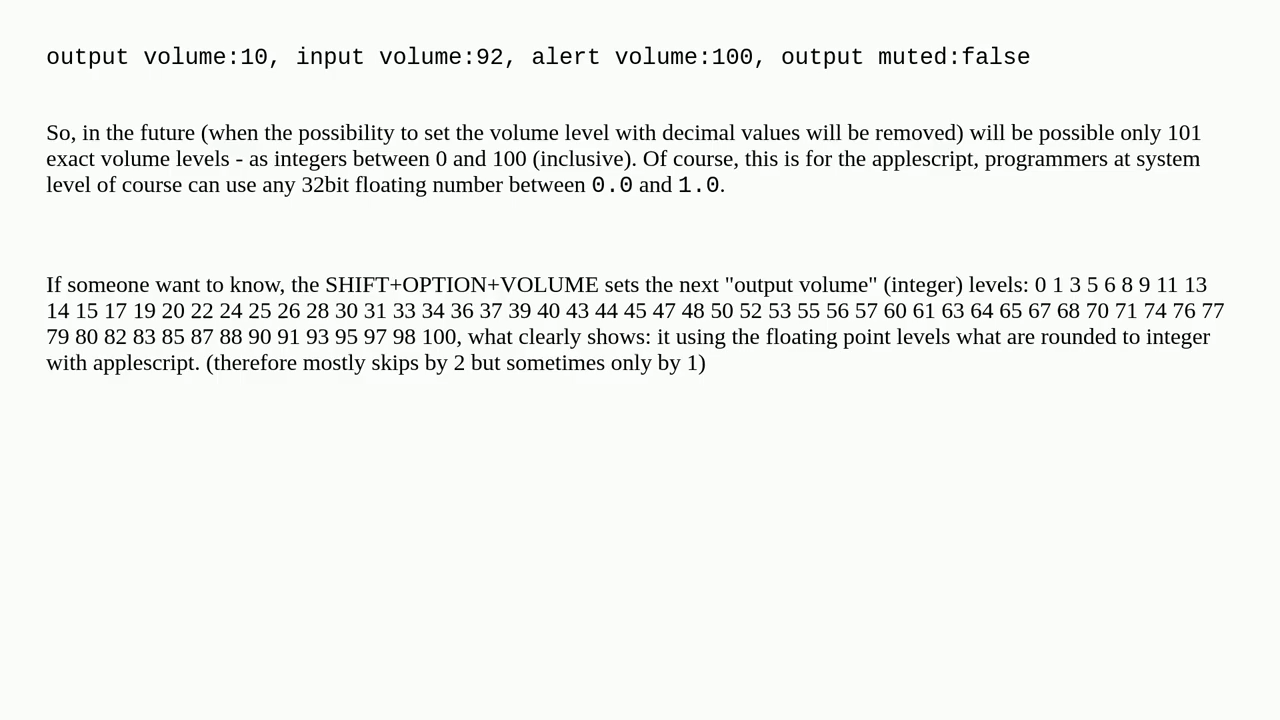 output volume:10, input volume:92, alert volume:100, output muted:false
So, in the future (when the possibility to set the volume level with decimal values will be removed) will be possible only 101
exact volume levels - as integers between 0 and 100 (inclusive). Of course, this is for the applescript, programmers at system
level of course can use any 32bit floating number between 0.0 and 1.0.
If someone want to know, the SHIFT+OPTION+VOLUME sets the next "output volume" (integer) levels: 0 1 3 5 6 8 9 11 13
14 15 17 19 20 22 24 25 26 28 30 31 33 34 36 37 39 40 43 44 45 47 48 50 52 53 55 56 57 60 61 63 64 65 67 68 70 71 74 76 77
79 80 82 83 85 87 88 90 91 93 95 97 98 100, what clearly shows: it using the floating point levels what are rounded to integer
with applescript. (therefore mostly skips by 2 but sometimes only by 1)